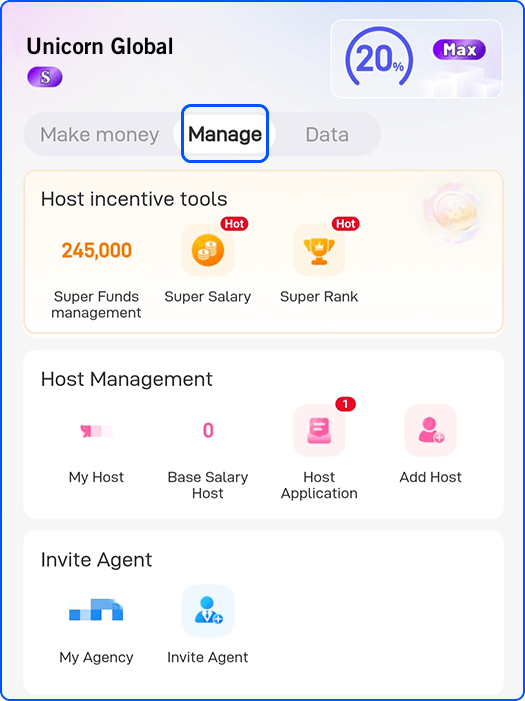 Unicorn Global
S
20%
Max
Make money
Manage
Data
Host incentive tools
245,000
Hot
Hot
Super Funds
management
Super Salary
Super Rank
Host Management
0
1
My Host
Base Salary
Host
Host
Application
Add Host
Invite Agent
My Agency
Invite Agent